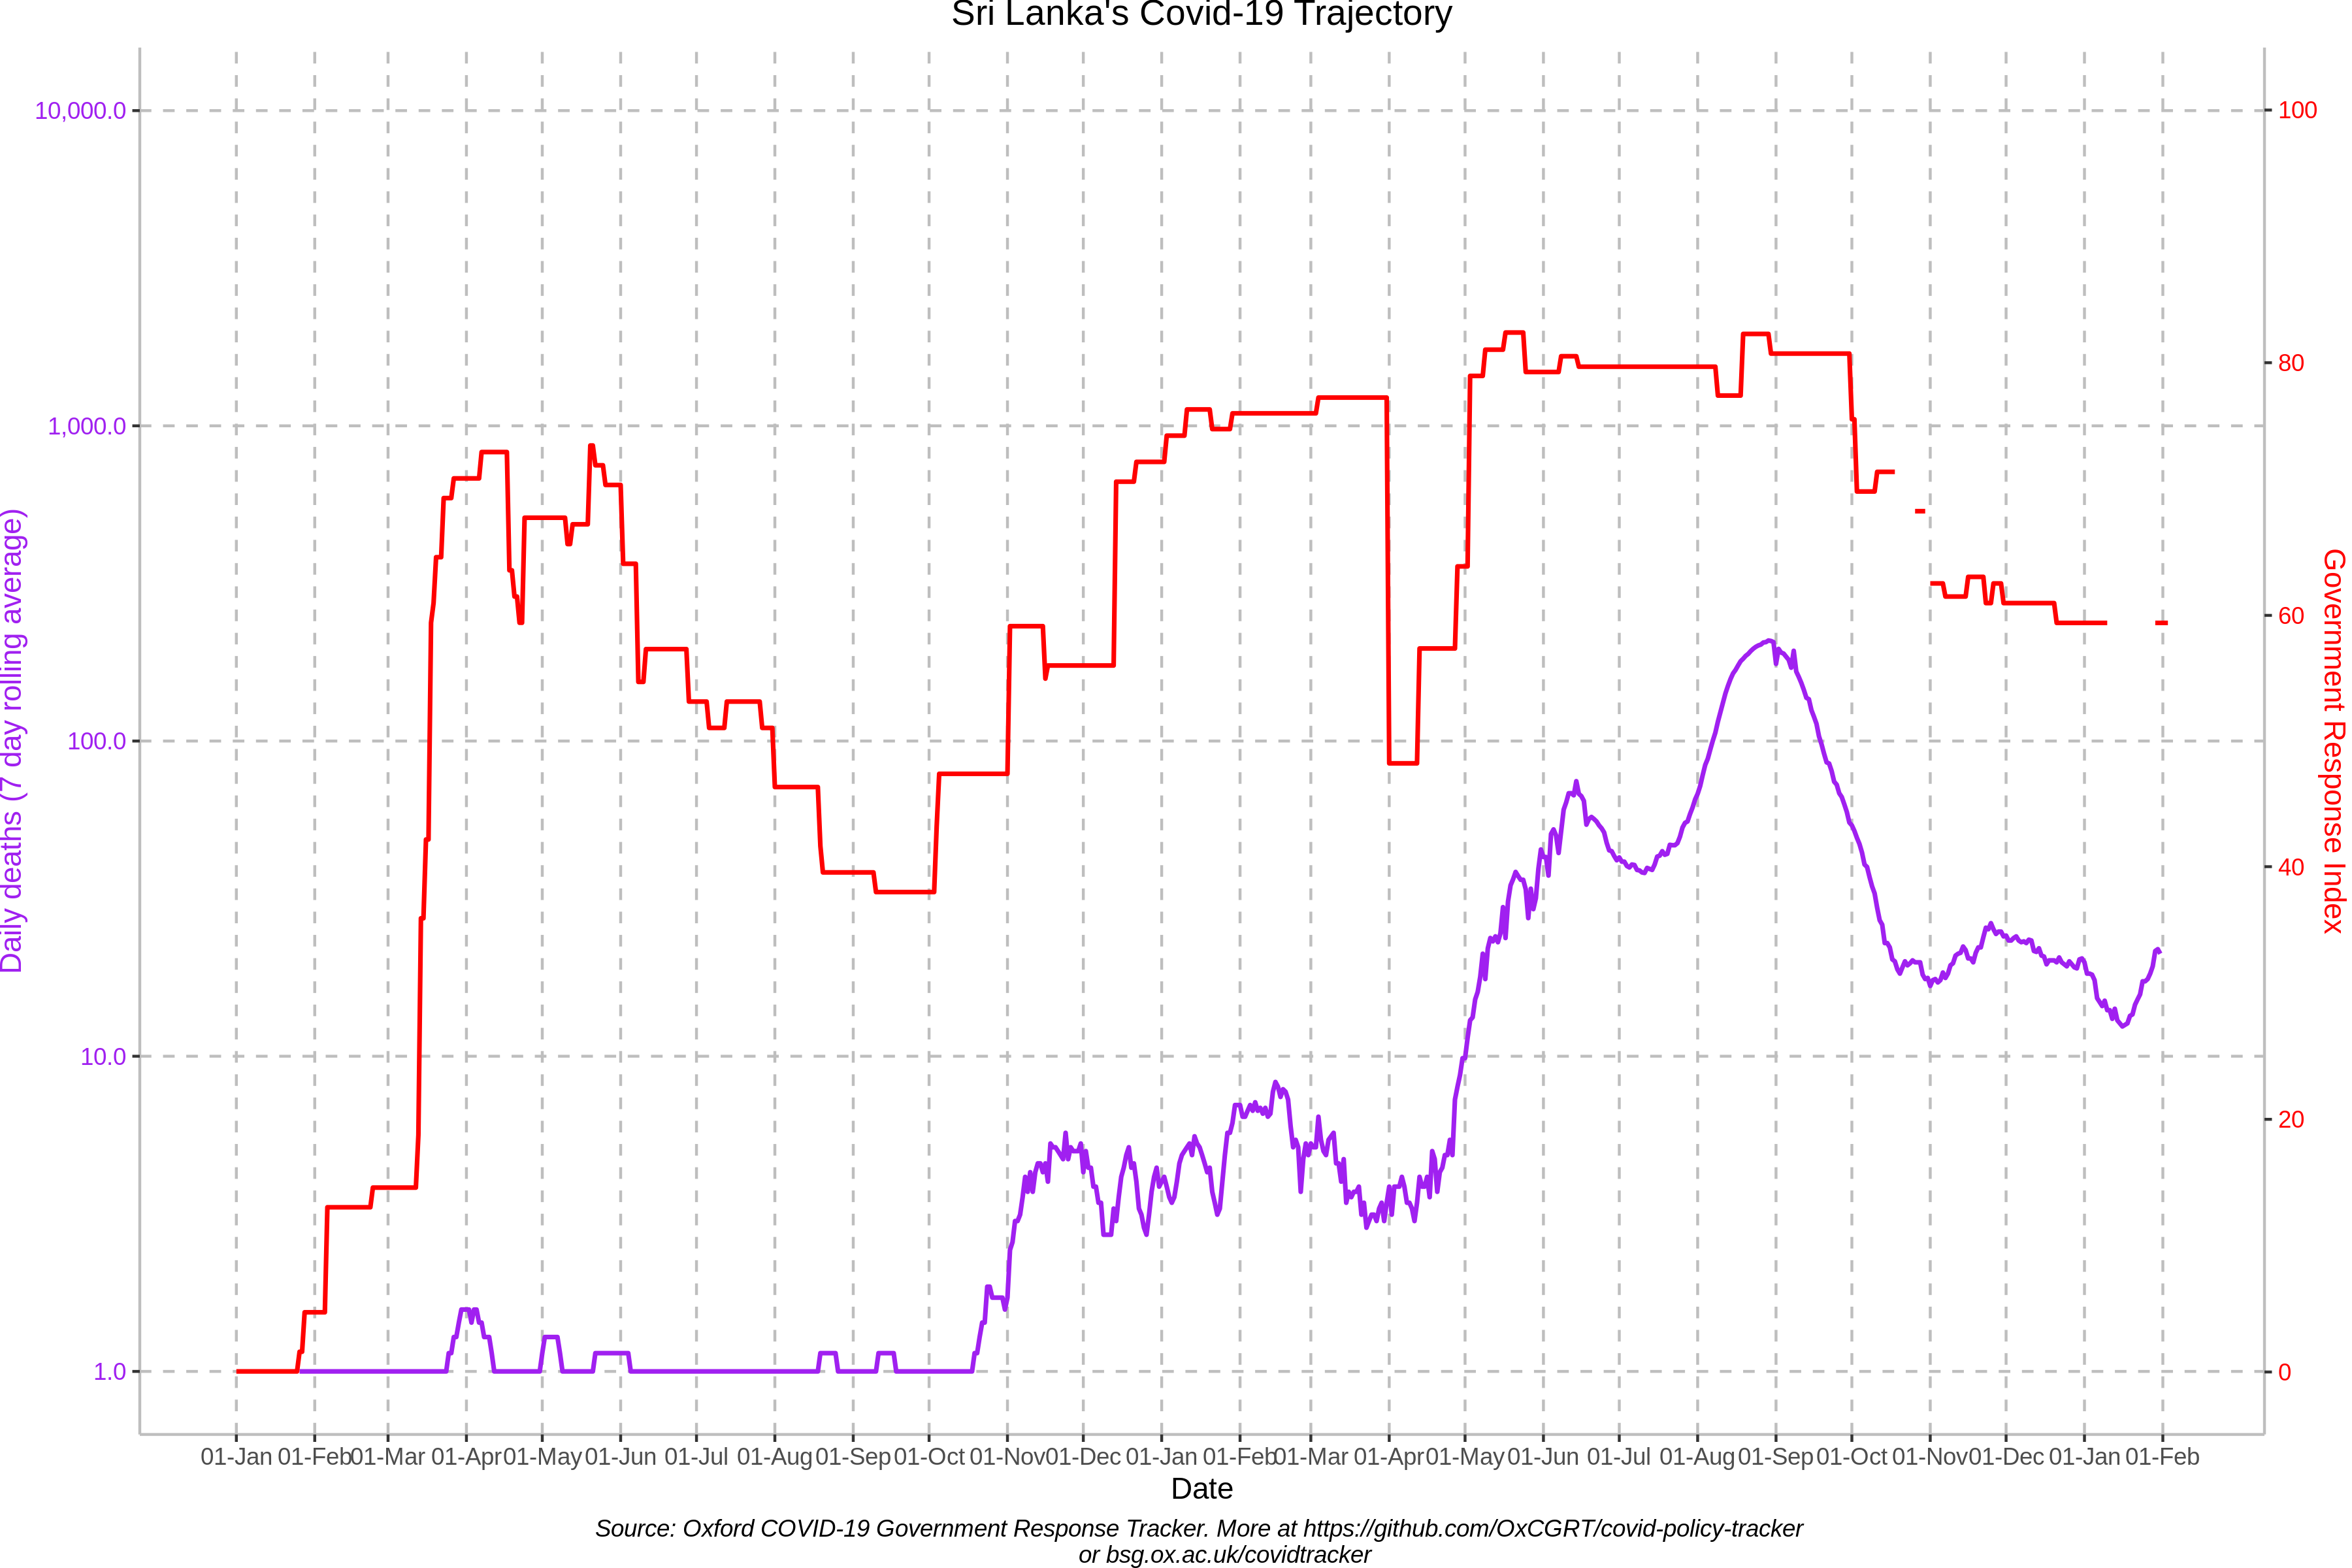 Sri Lanka's Covid-19 Trajectory
10,000.0
1,000.0
100.0
10.0
1.0
Daily deaths (7 day rolling average)
100
80
60
40
20
0
Government Response Index
01-Jan 01-Feb 01-Mar 01-Apr 01-May 01-Jun 01-Jul 01-Aug 01-Sep 01-Oct 01-Nov 01-Dec 01-Jan 01-Feb 01-Mar 01-Apr 01-May 01-Jun 01-Jul 01-Aug 01-Sep 01-Oct 01-Nov 01-Dec 01-Jan 01-Feb
Date
Source: Oxford COVID-19 Government Response Tracker. More at https://github.com/OxCGRT/covid-policy-tracker
or bsg.ox.ac.uk/covidtracker